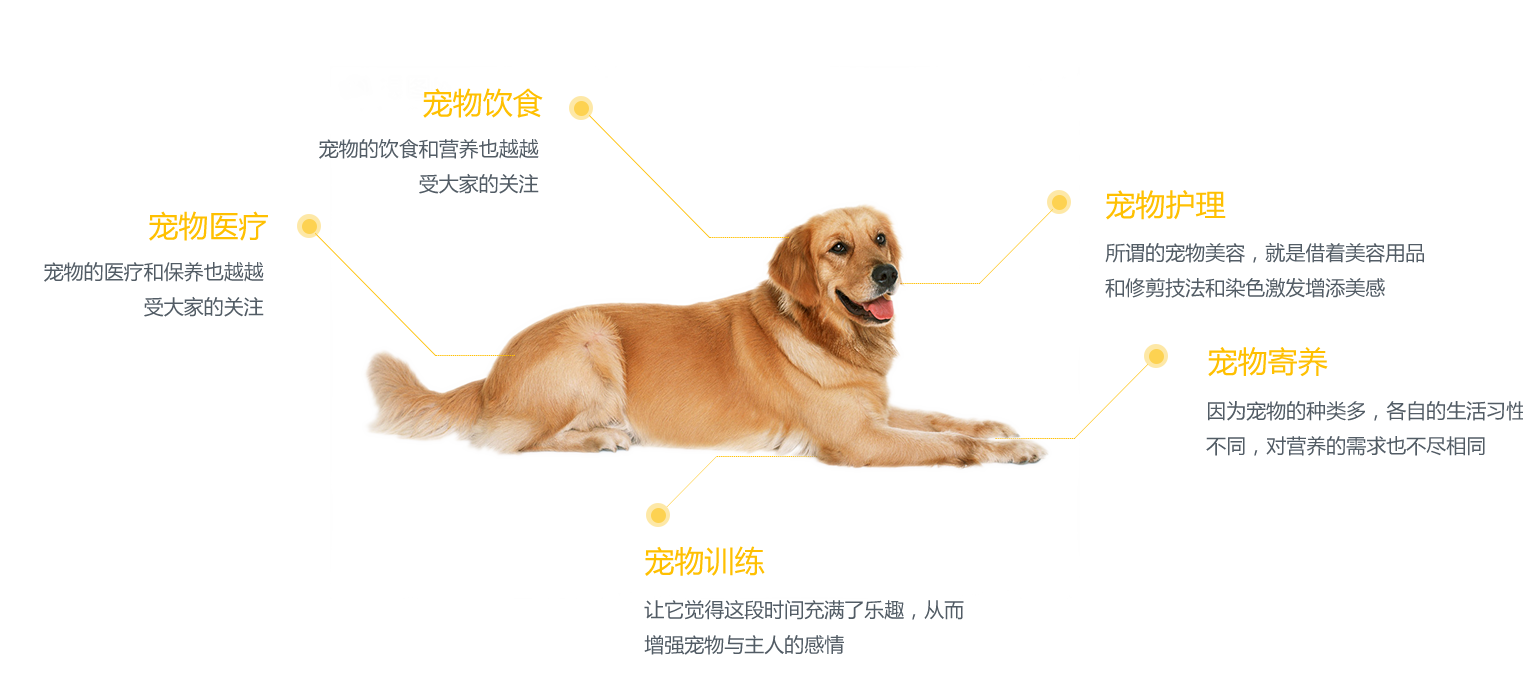 宠物饮食
宠物的饮食和营养也越越
受大家的关注
宠物医疗
宠物的医疗和保养也越越
受大家的关注
宠物护理
所谓的宠物美容，就是借着美容用品
和修剪技法和染色激发增添美感
宠物寄养
因为宠物的种类多，各自的生活习性
不同，对营养的需求也不尽相同
宠物训练
让它觉得这段时间充满了乐趣，从而
增强宠物与主人的感情